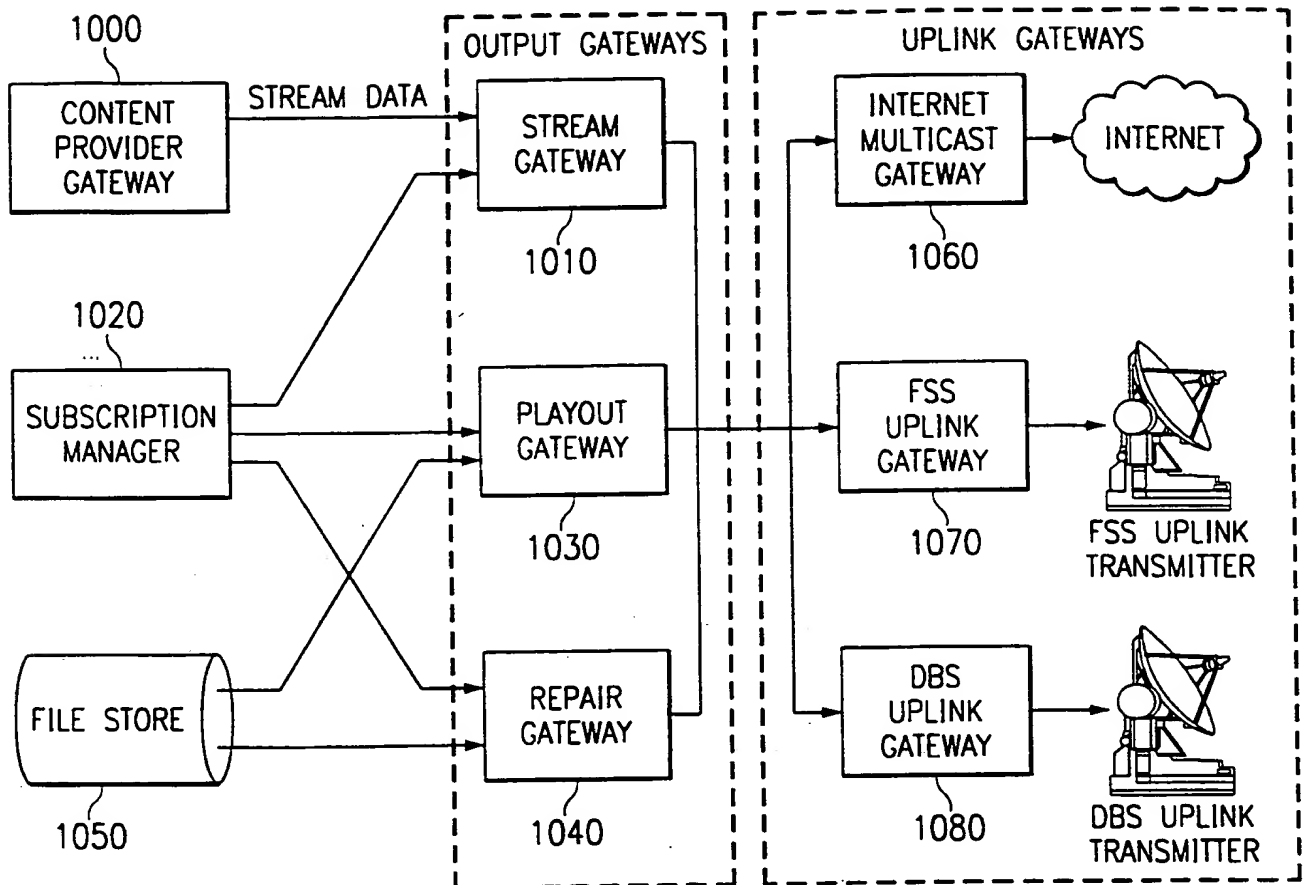 1000
CONTENT
PROVIDER
GATEWAY
STREAM DATA
OUTPUT GATEWAYS
STREAM
GATEWAY
1010
UPLINK GATEWAYS
INTERNET
MULTICAST
GATEWAY
1060
INTERNET
1020
...
SUBSCRIPTION
MANAGER
PLAYOUT
GATEWAY
1030
FSS
UPLINK
GATEWAY
1070
FSS UPLINK
TRANSMITTER
FILE STORE
1050
REPAIR
GATEWAY
1040
DBS
UPLINK
GATEWAY
1080
DBS UPLINK
TRANSMITTER